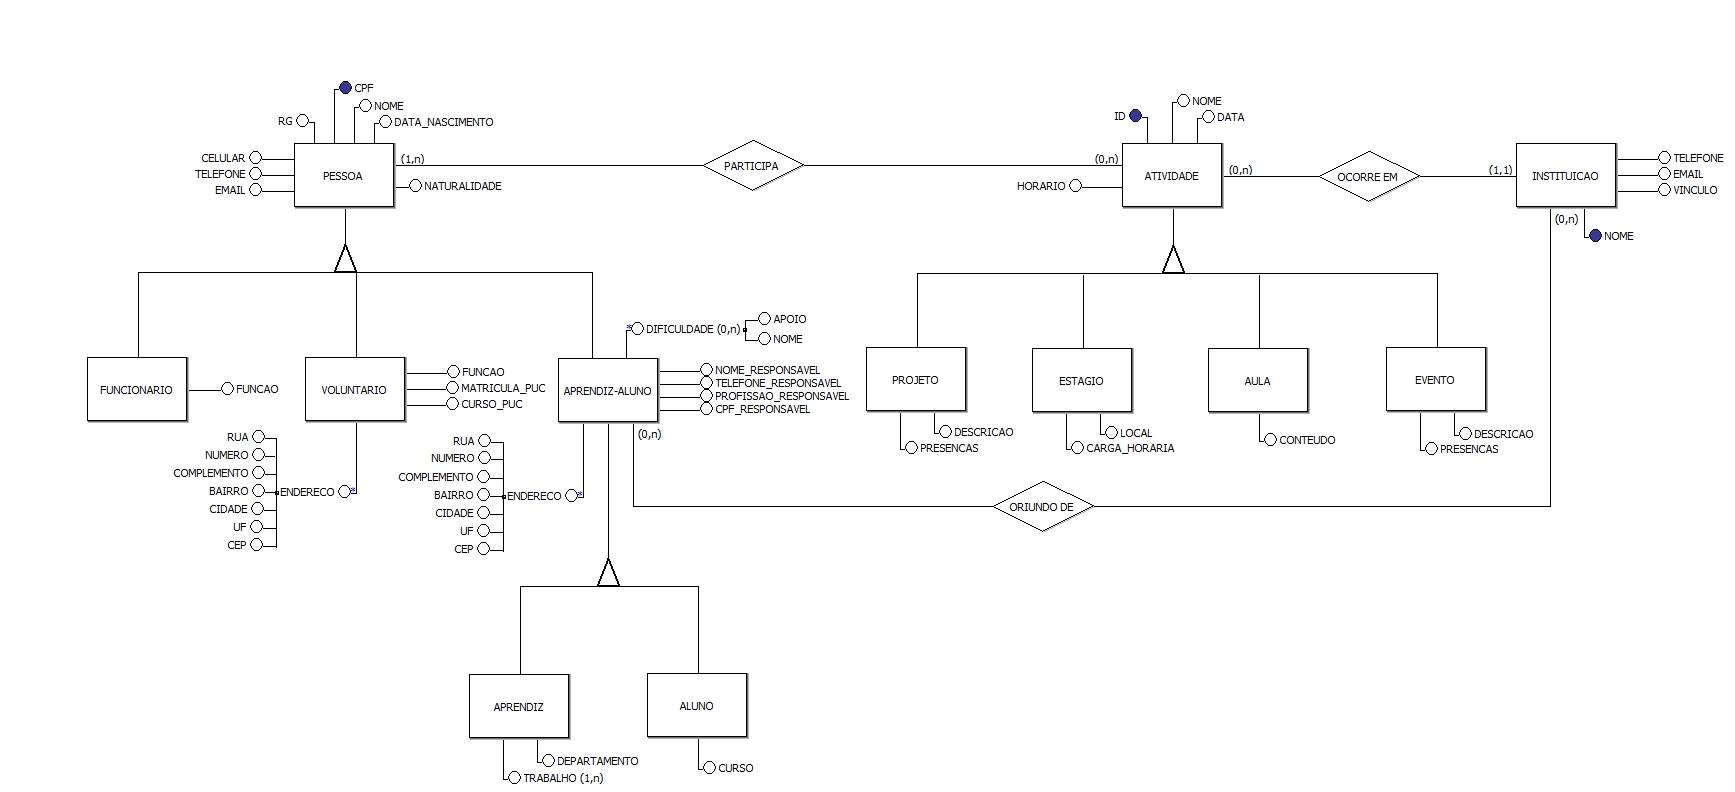 CPF
NOME
RG
DATA_NASCIMENTO
CELULAR
TELEFONE
EMAIL
PESSOA
(1,n)
NATURALIDADE
PARTICIPA
ID
NOME
DATA
(0,n)
HORARIO
ATIVIDADE
(0,n)
OCORRE EM
(1,1)
INSTITUICAO
TELEFONE
EMAIL
VINCULO
(0,n)
NOME
FUNCIONARIO
FUNCAO
VOLUNTARIO
FUNCAO
MATRICULA_PUC
CURSO_PUC
* DIFICULDADE (0,n)
APOIO
NOME
APRENDIZ-ALUNO
NOME_RESPONSAVEL
TELEFONE_RESPONSAVEL
PROFISSAO_RESPONSAVEL
CPF_RESPONSAVEL
(0,n)
PROJETO
DESCRICAO
PRESENCAS
ESTAGIO
LOCAL
CARGA_HORARIA
AULA
CONTEUDO
EVENTO
DESCRICAO
PRESENCAS
RUA
NUMERO
COMPLEMENTO
BAIRRO
CIDADE
UF
CEP
ENDERECO *
RUA
NUMERO
COMPLEMENTO
BAIRRO
CIDADE
UF
CEP
ENDERECO *
ORIUNDO DE
APRENDIZ
DEPARTAMENTO
TRABALHO (1,n)
ALUNO
CURSO